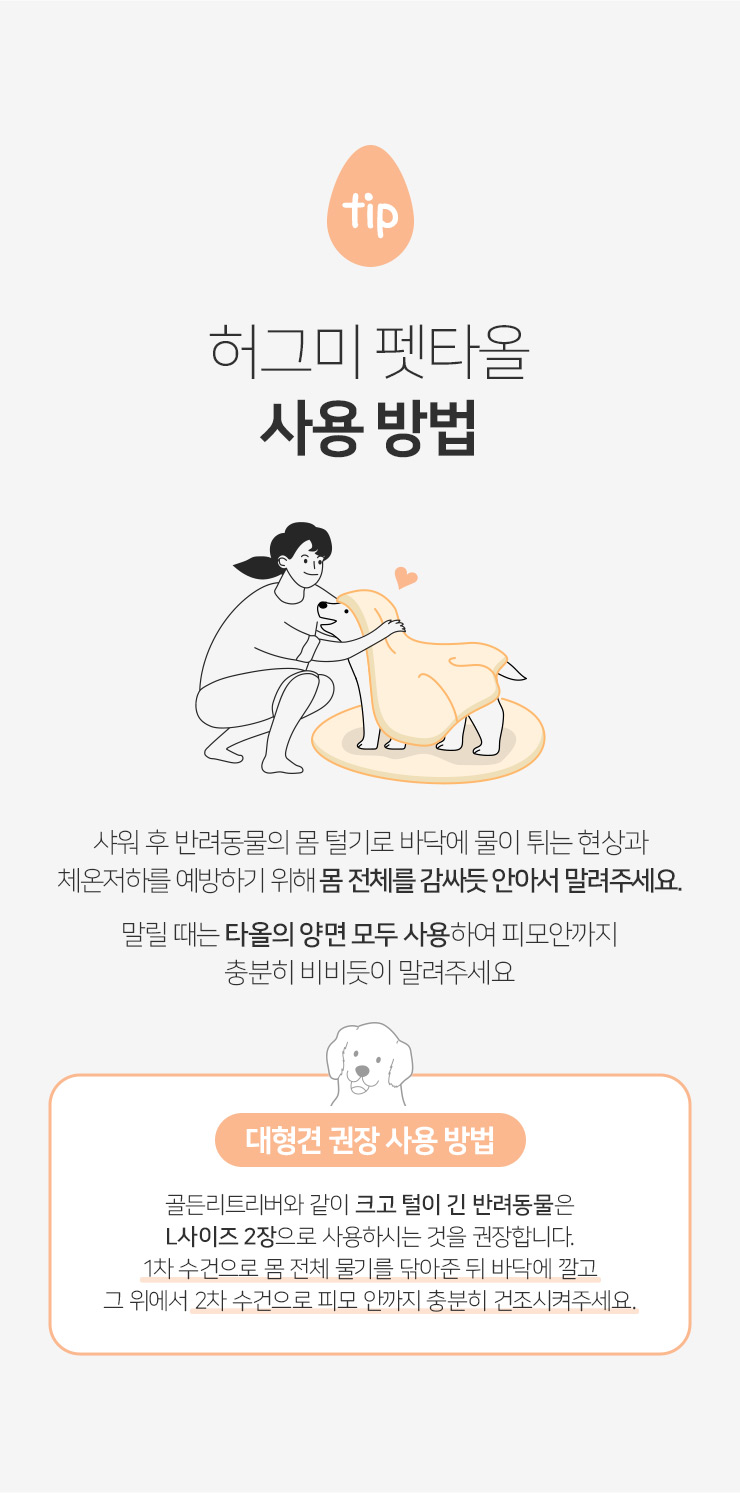 tip
허그미 펫타올
사용 방법
샤워 후 반려동물의 몸 털기로 바닥에 물이 튀는 현상과
체온저하를 예방하기 위해 몸 전체를 감싸듯 안아서 말려주세요.
말릴 때는 타올의 양면 모두 사용하여 피모안까지
충분히 비비듯이 말려주세요
대형견 권장 사용 방법
골든리트리버와 같이 크고 털이 긴 반려동물은
L사이즈 2장으로 사용하시는 것을 권장합니다.
1차 수건으로 몸 전체 물기를 닦아준 뒤 바닥에 깔고
그 위에서 2차 수건으로 피모 안까지 충분히 건조시켜주세요.